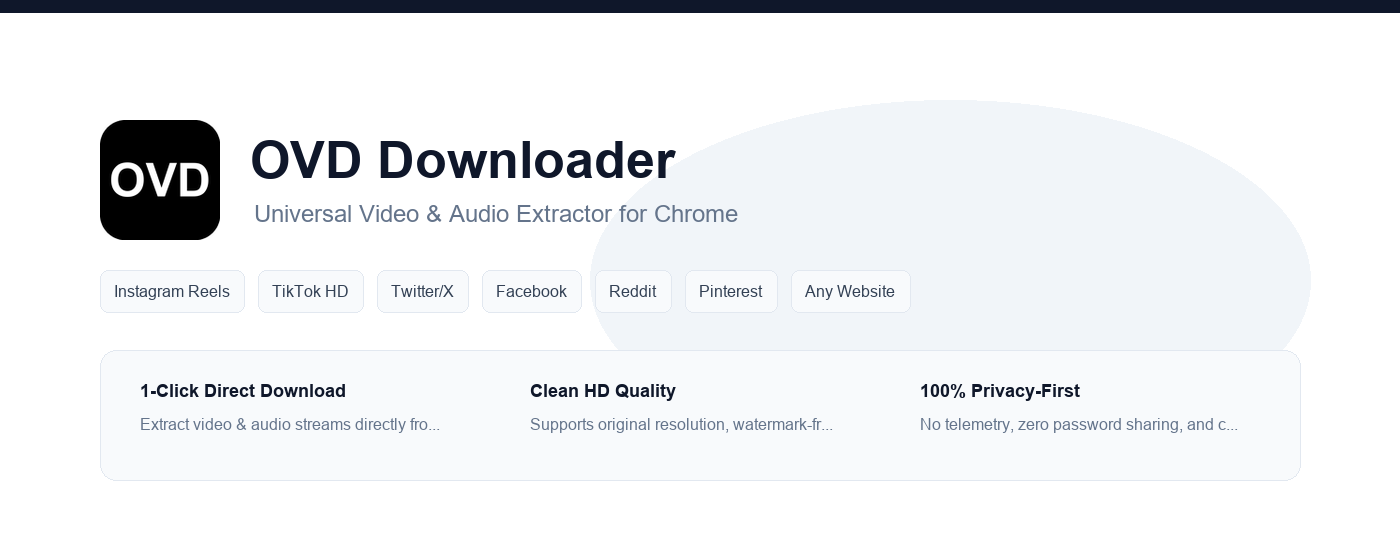 OVD
OVD Downloader
Universal Video & Audio Extractor for Chrome
Instagram Reels TikTok HD Twitter/X Facebook Reddit Pinterest Any Website
1-Click Direct Download
Extract video & audio streams directly fro...
Clean HD Quality
Supports original resolution, watermark-fr...
100% Privacy-First
No telemetry, zero password sharing, and c...